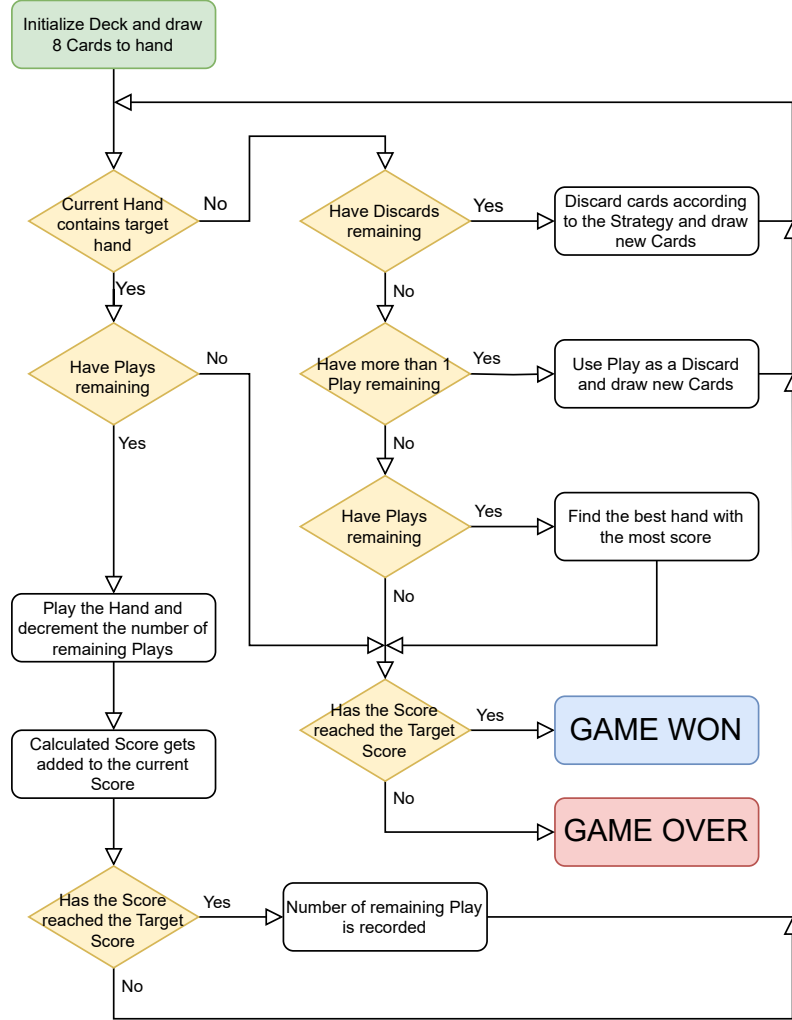 Initialize Deck and draw
8 Cards to hand
Current Hand
contains target
hand
No
Have Discards
remaining
Yes
Discard cards according
to the Strategy and draw
new Cards
Yes
No
Have Plays
remaining
No
Have more than 1
Play remaining
Yes
Use Play as a Discard
and draw new Cards
Yes
No
Have Plays
remaining
Yes
Find the best hand with
the most score
No
Play the Hand and
decrement the number of
remaining Plays
Has the Score
reached the Target
Score
Yes
GAME WON
Calculated Score gets
added to the current
Score
No
GAME OVER
Has the Score
reached the Target
Score
Yes
Number of remaining Play
is recorded
No